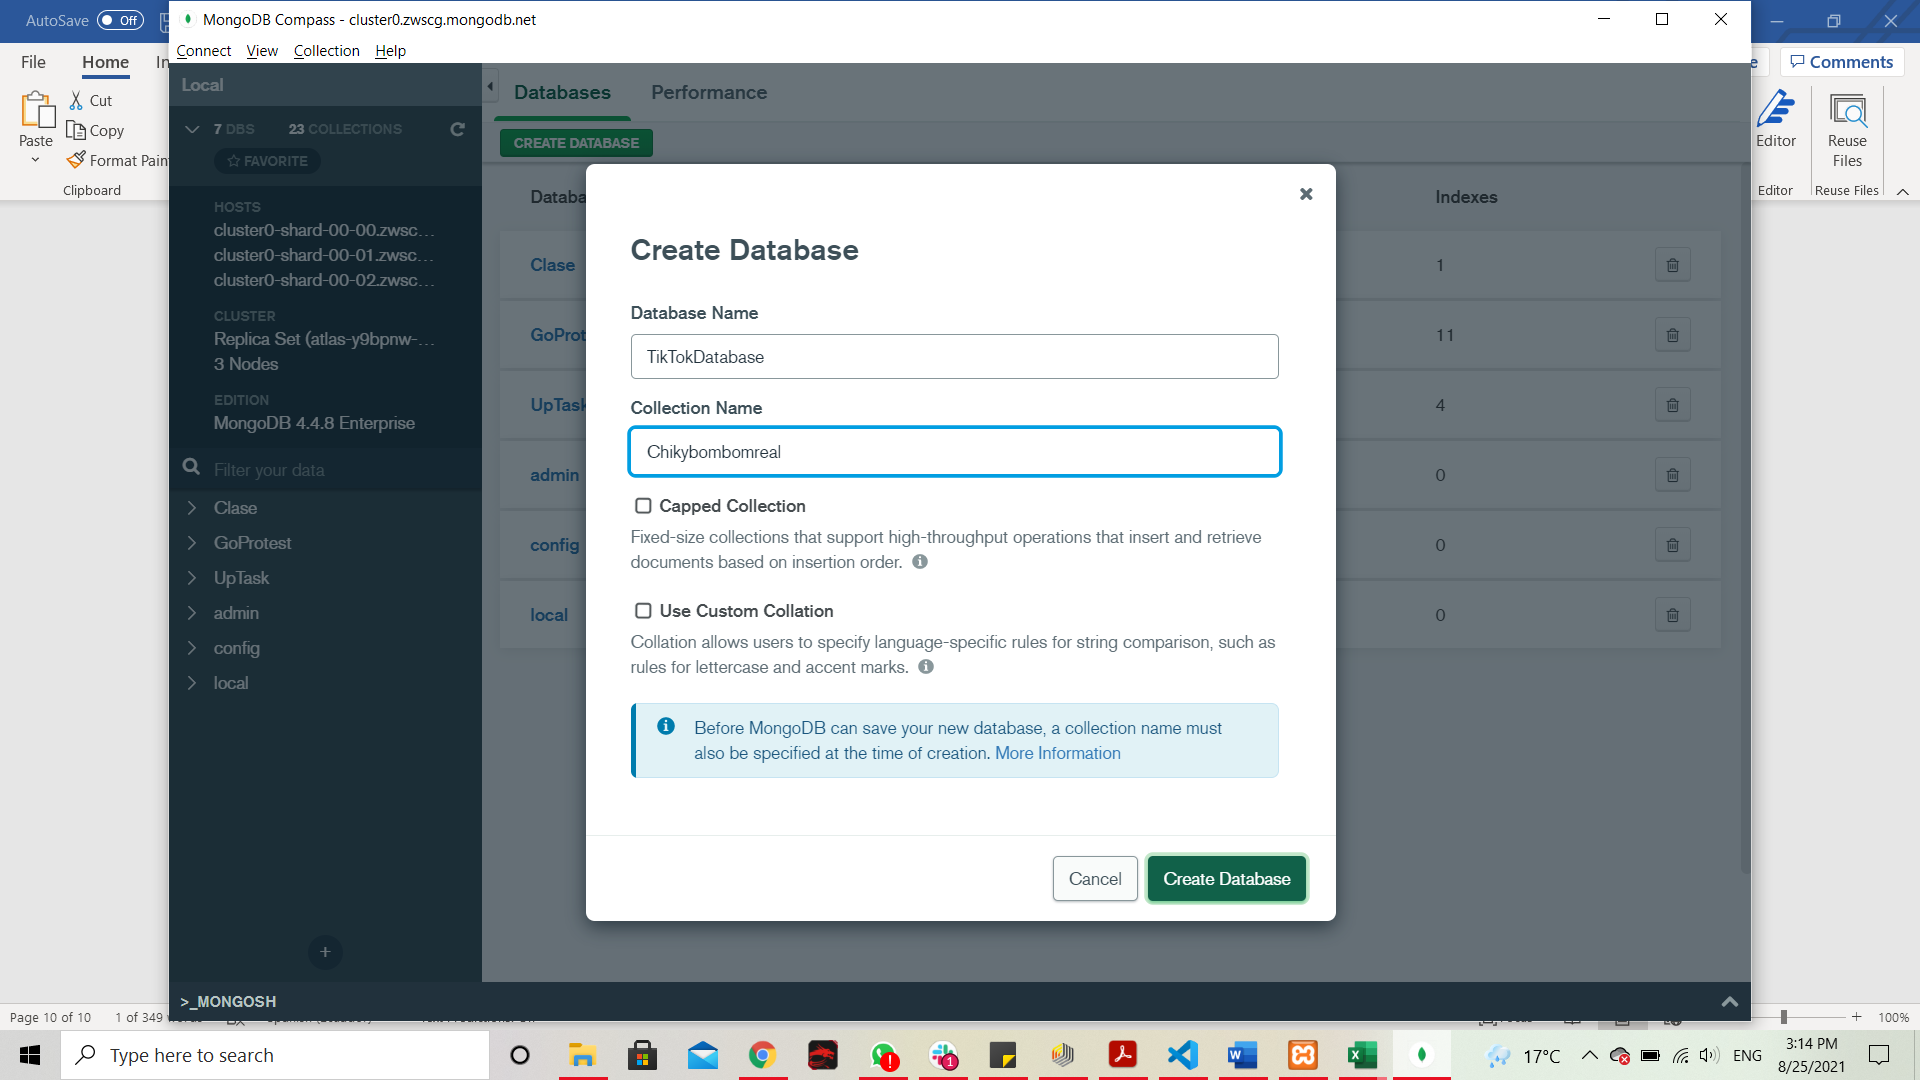 AutoSave Off
MongoDB Compass - cluster0.zwscg.mongodb.net
Connect View Collection Help
File Home In
Comments
Cut
Copy
Format Pain
Paste
Clipboard
Editor
Editor
Reuse
Files
Reuse Files
Local
7 DBS 23 COLLECTIONS
FAVORITE
HOSTS
cluster0-shard-00-00.zwsc...
cluster0-shard-00-01.zwsc...
cluster0-shard-00-02.zwsc...
CLUSTER
Replica Set (atlas-y9bpnw-...
3 Nodes
EDITION
MongoDB 4.4.8 Enterprise
Filter your data
Clase
GoProtest
UpTask
admin
config
local
>_MONGOSH
Databases Performance
CREATE DATABASE
Databa Indexes
Clase 1
GoProt 11
UpTask 4
admin 0
config 0
local 0
Create Database
Database Name
TikTokDatabase
Collection Name
Chikybombomreal
Capped Collection
Fixed-size collections that support high-throughput operations that insert and retrieve
documents based on insertion order.
Use Custom Collation
Collation allows users to specify language-specific rules for string comparison, such as
rules for lettercase and accent marks.
Before MongoDB can save your new database, a collection name must
also be specified at the time of creation. More Information
Cancel Create Database
Page 10 of 10 1 of 349
100%
Type here to search
1
17°C
ENG
3:14 PM
8/25/2021